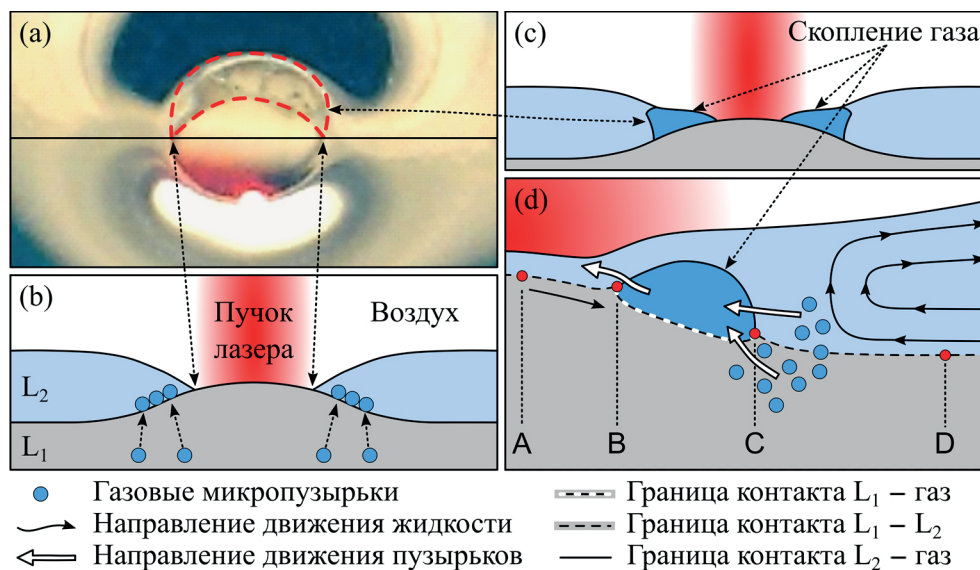 (a)
(c)
Скопление газа
(d)
(b)
Пучок
лазера
Воздух
L₂
L₁
A
B
C
D
Газовые микропузырьки
Направление движения жидкости
Направление движения пузырьков
Граница контакта L₁ – газ
Граница контакта L₁ – L₂
Граница контакта L₂ – газ